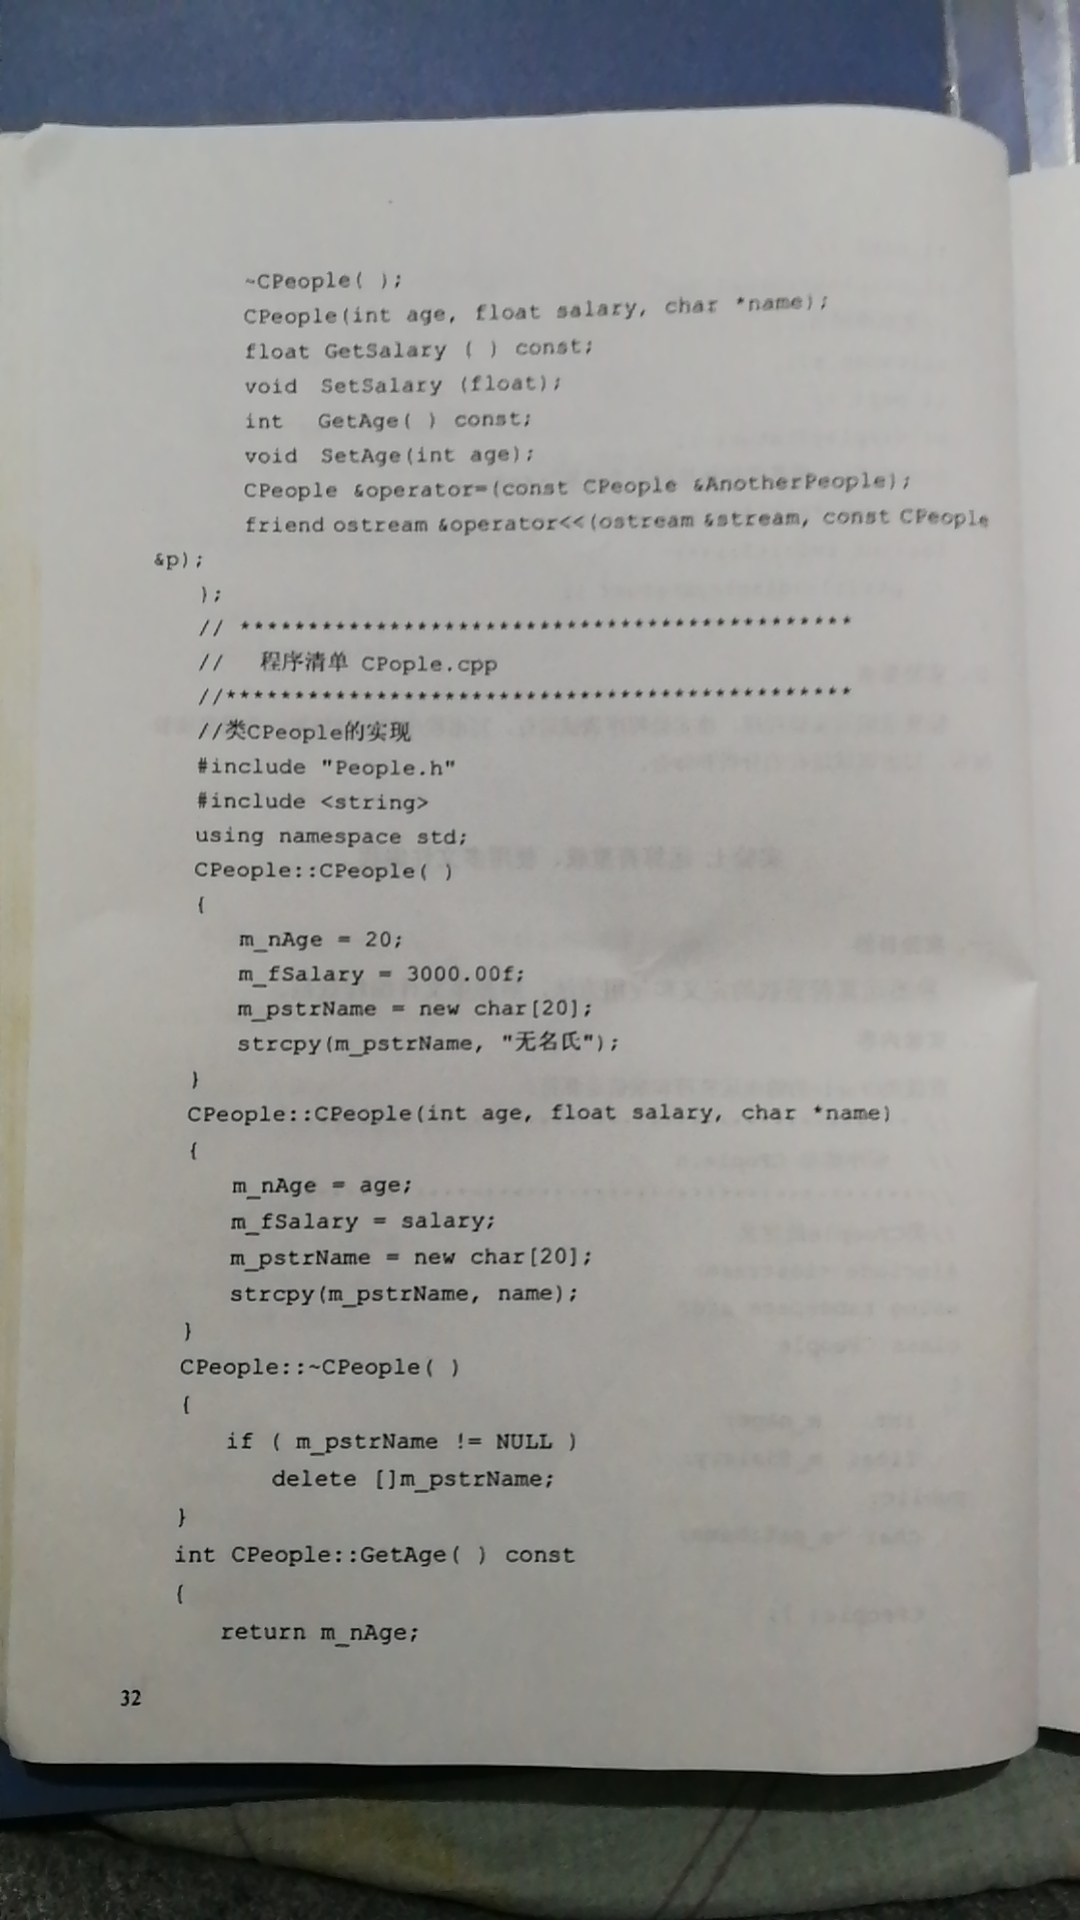 ~CPeople( );
CPeople(int age, float salary, char *name);
float GetSalary ( ) const;
void SetSalary (float);
int GetAge( ) const;
void SetAge(int age);
CPeople &operator=(const CPeople &AnotherPeople);
friend ostream &operator<<(ostream &stream, const CPeople
&p);
};
// *********************************************
// 程序清单 CPople.cpp
//**********************************************
//类CPeople的实现
#include "People.h"
#include <string>
using namespace std;
CPeople::CPeople( )
{
m_nAge = 20;
m_fSalary = 3000.00f;
m_pstrName = new char[20];
strcpy(m_pstrName, "无名氏");
}
CPeople::CPeople(int age, float salary, char *name)
{
m_nAge = age;
m_fSalary = salary;
m_pstrName = new char[20];
strcpy(m_pstrName, name);
}
CPeople::~CPeople( )
{
if ( m_pstrName != NULL )
delete []m_pstrName;
}
int CPeople::GetAge( ) const
{
return m_nAge;
32